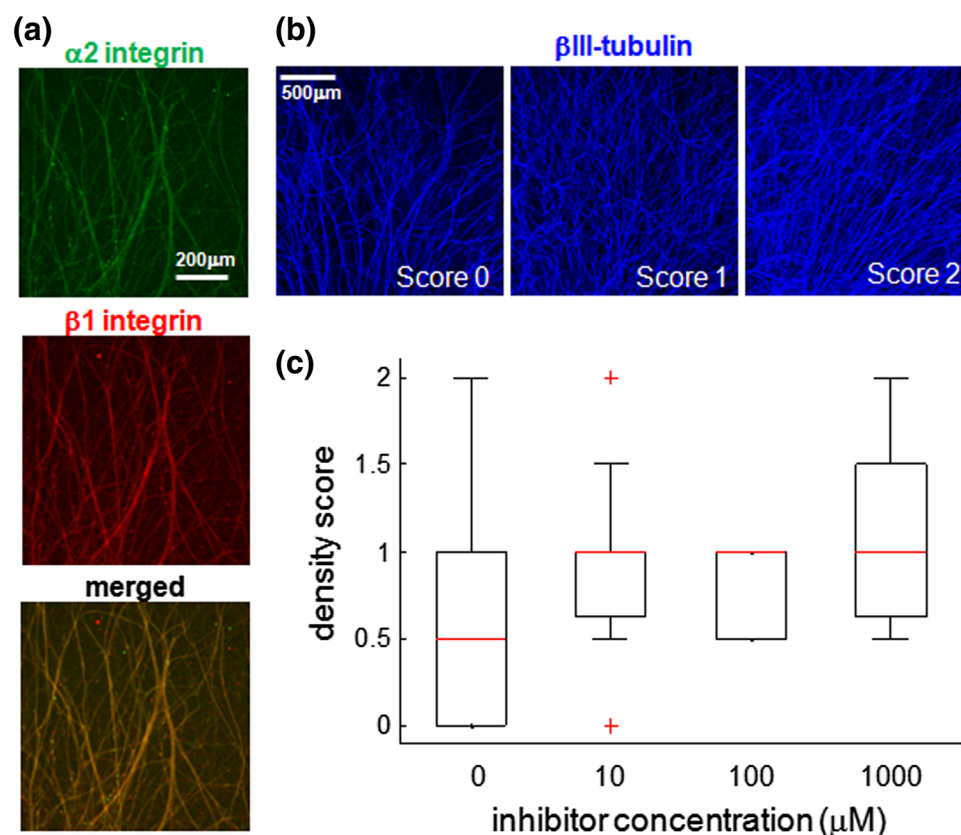 (a)
α2 integrin
200μm
β1 integrin
merged
(b)
βIII-tubulin
500μm
Score 0
Score 1
Score 2
(c)
density score
2
1.5
1
0.5
0
0 10 100 1000
inhibitor concentration (μM)